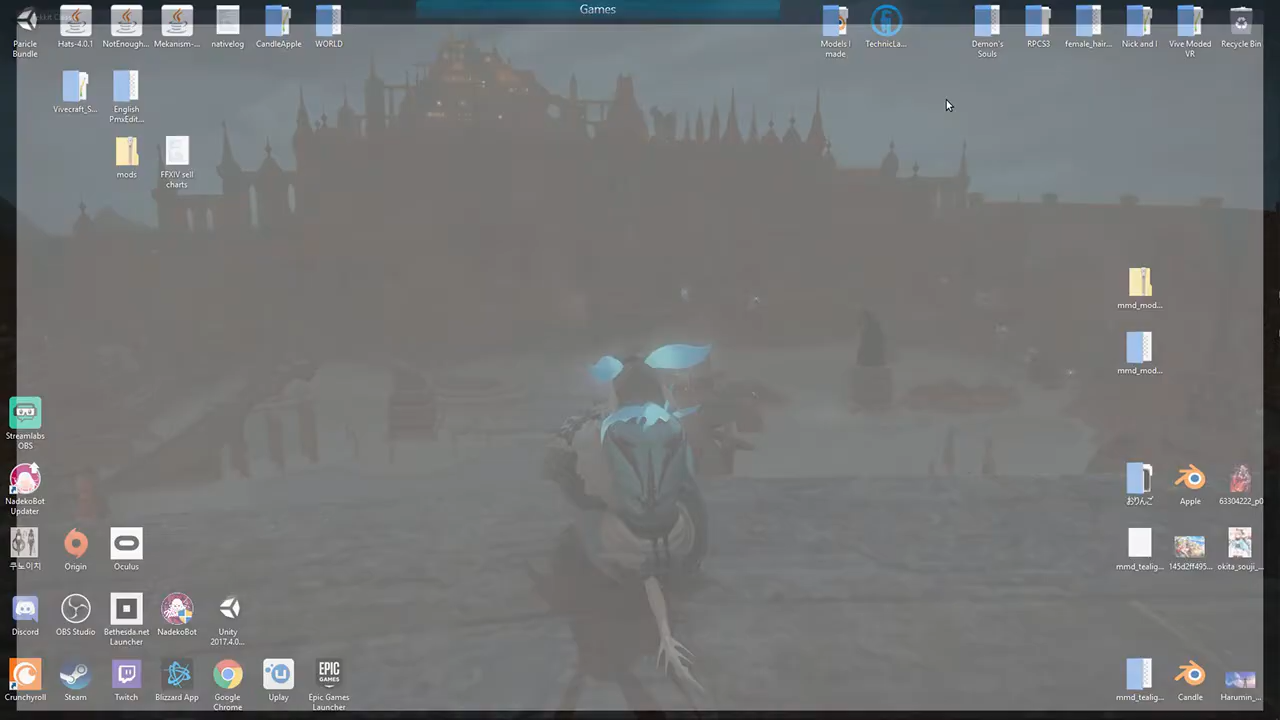 Games
Paricle
Bundle
Hats-4.0.1
NotEnough...
Mekanism-...
nativelog
CandleApple
WORLD
Models I
made
TechnicLa...
Demon's
Souls
RPCS3
female_hair...
Nick and I
Vive Moded
VR
Recycle Bin
Vivecraft_S...
English
PmxEdit...
mods
FFXIV sell
charts
mmd_mod...
mmd_mod...
Streamlabs
OBS
NadekoBot
Updater
おりんご
Apple
63304222_p0
쿠노이치
Origin
Oculus
mmd_tealig...
145d2ff495...
okita_souji_...
Discord
OBS Studio
Bethesda.net
Launcher
NadekoBot
Unity
2017.4.0...
Crunchyroll
Steam
Twitch
Blizzard App
Google
Chrome
Uplay
EPIC
GAMES
Epic Games
Launcher
mmd_tealig...
Candle
Harumin_...